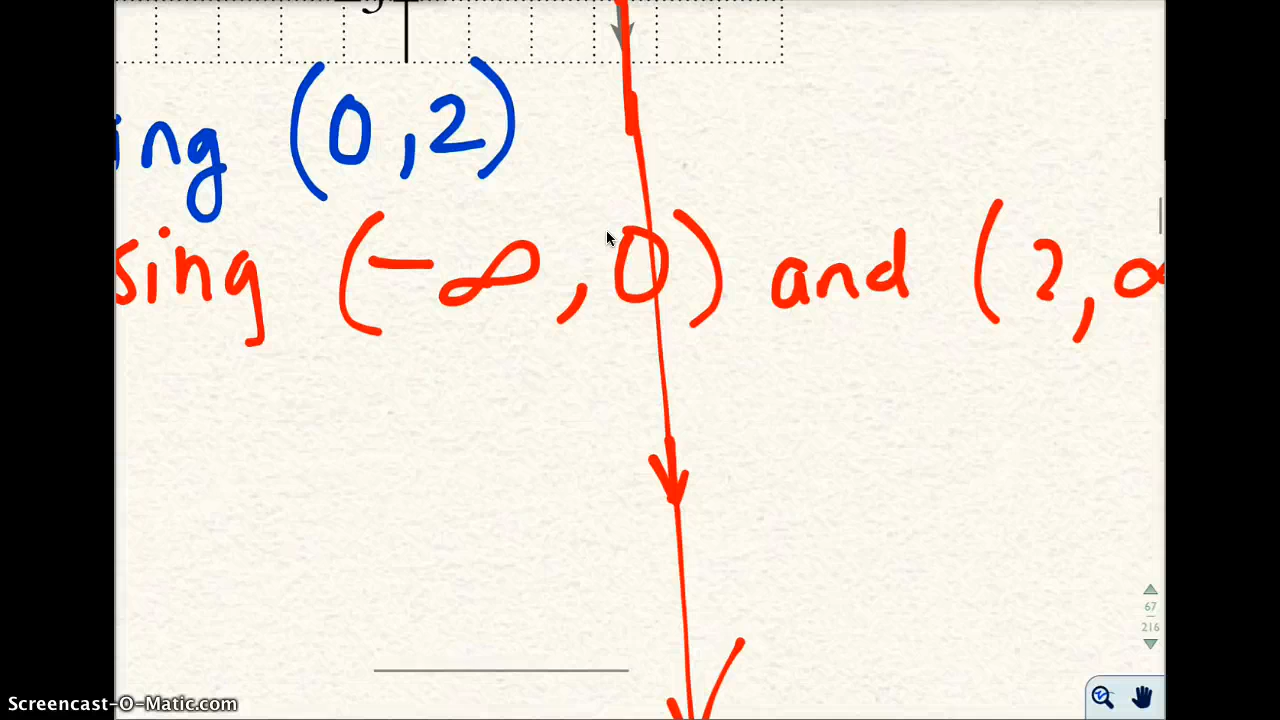 ing (0,2)
sing (-∞,0) and (2,∞
67
216
Screencast-O-Matic.com